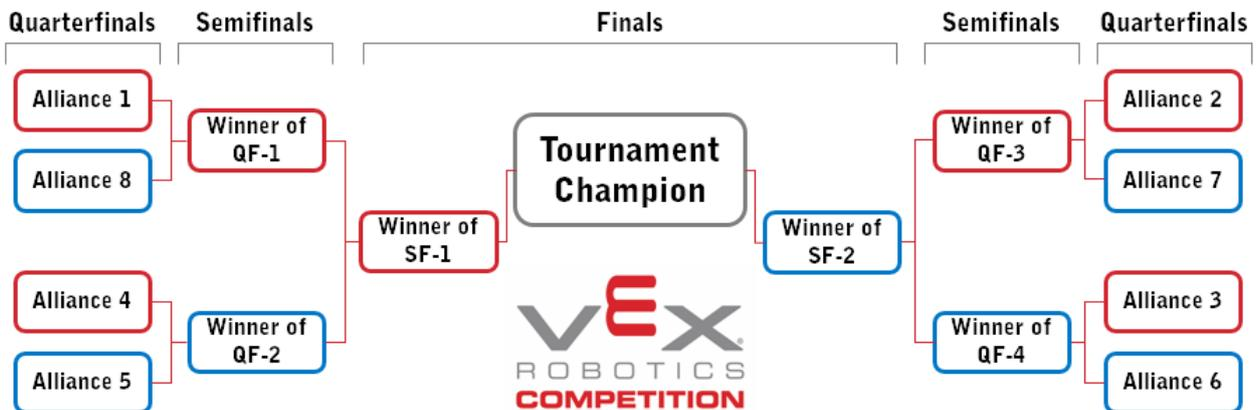 Quarterfinals
Semifinals
Finals
Semifinals
Quarterfinals
Alliance 1
Alliance 8
Alliance 4
Alliance 5
Winner of
QF-1
Winner of
QF-2
Winner of
SF-1
Tournament
Champion
Winner of
SF-2
Winner of
QF-3
Winner of
QF-4
Alliance 2
Alliance 7
Alliance 3
Alliance 6
VEX
ROBOTICS
COMPETITION